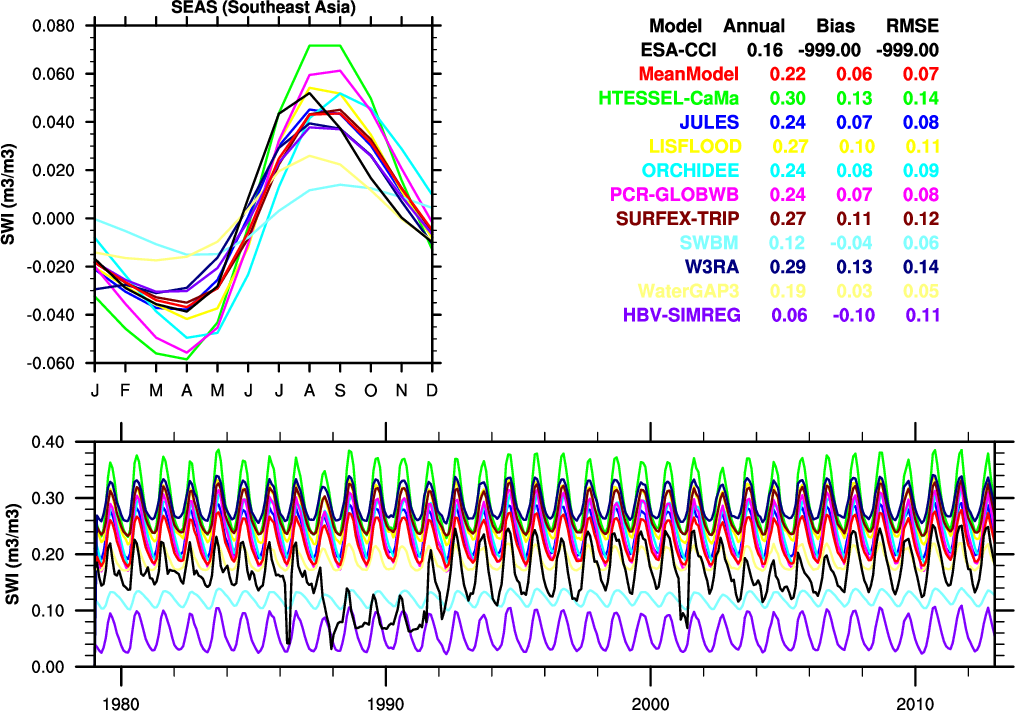 SEAS (Southeast Asia)
SWI (m3/m3)
0.080
0.060
0.040
0.020
0.000
-0.020
-0.040
-0.060
J F M A M J J A S O N D
Model Annual Bias RMSE
ESA-CCI 0.16 -999.00 -999.00
MeanModel 0.22 0.06 0.07
HTESSEL-CaMa 0.30 0.13 0.14
JULES 0.24 0.07 0.08
LISFLOOD 0.27 0.10 0.11
ORCHIDEE 0.24 0.08 0.09
PCR-GLOBWB 0.24 0.07 0.08
SURFEX-TRIP 0.27 0.11 0.12
SWBM 0.12 -0.04 0.06
W3RA 0.29 0.13 0.14
WaterGAP3 0.19 0.03 0.05
HBV-SIMREG 0.06 -0.10 0.11
SWI (m3/m3)
0.40
0.30
0.20
0.10
0.00
1980 1990 2000 2010